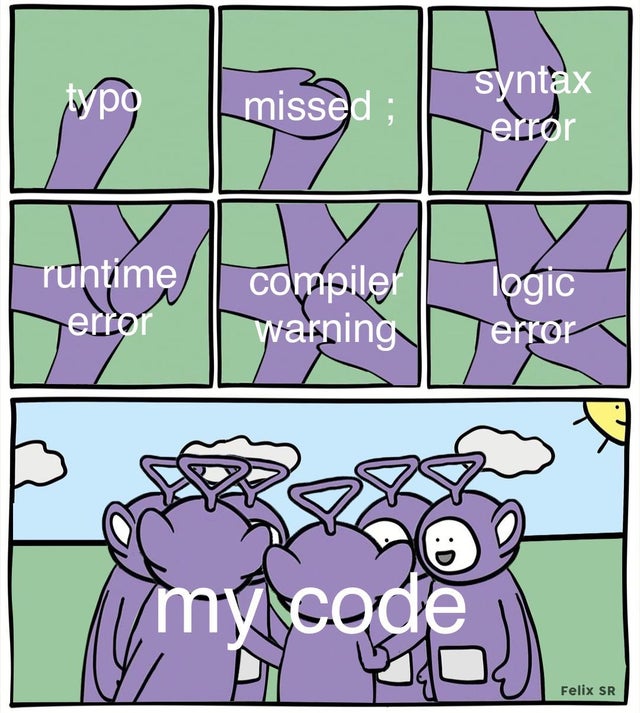 typo
missed ;
syntax
error
runtime
error
compiler
warning
logic
error
my code
Felix SR